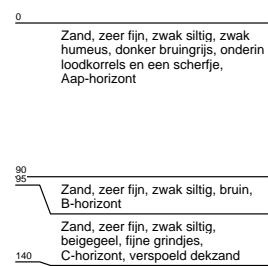 0
Zand, zeer fijn, zwak siltig, zwak
humeus, donker bruingrijs, onderin
loodkorrels en een scherfje,
Aap-horizont
90
95
Zand, zeer fijn, zwak siltig, bruin,
B-horizont
Zand, zeer fijn, zwak siltig,
beigegeel, fijne grindjes,
C-horizont, verspoeld dekzand
140